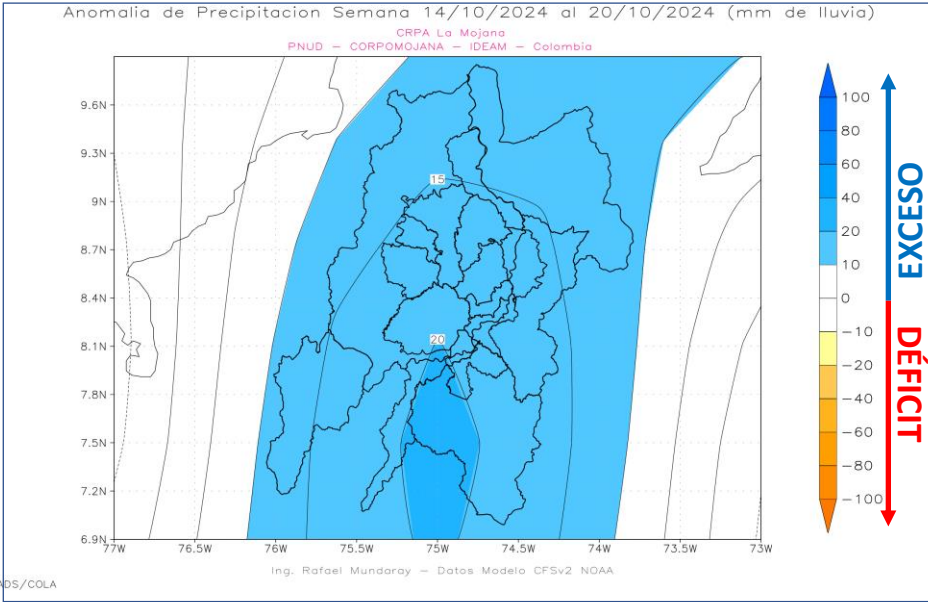 Anomalia de Precipitacion Semana 14/10/2024 al 20/10/2024 (mm de lluvia)
CRPA La Mojana
PNUD – CORPOMOJANA – IDEAM – Colombia
9.6N
9.3N
9N
8.7N
8.4N
8.1N
7.8N
7.5N
7.2N
6.9N
15
20
77W 76.5W 76W 75.5W 75W 74.5W 74W 73.5W 73W
100
80
60
40
20
10
0
−10
−20
−40
−60
−80
−100
EXCESO
DÉFICIT
Ing. Rafael Mundaray – Datos Modelo CFSv2 NOAA
ADS/COLA